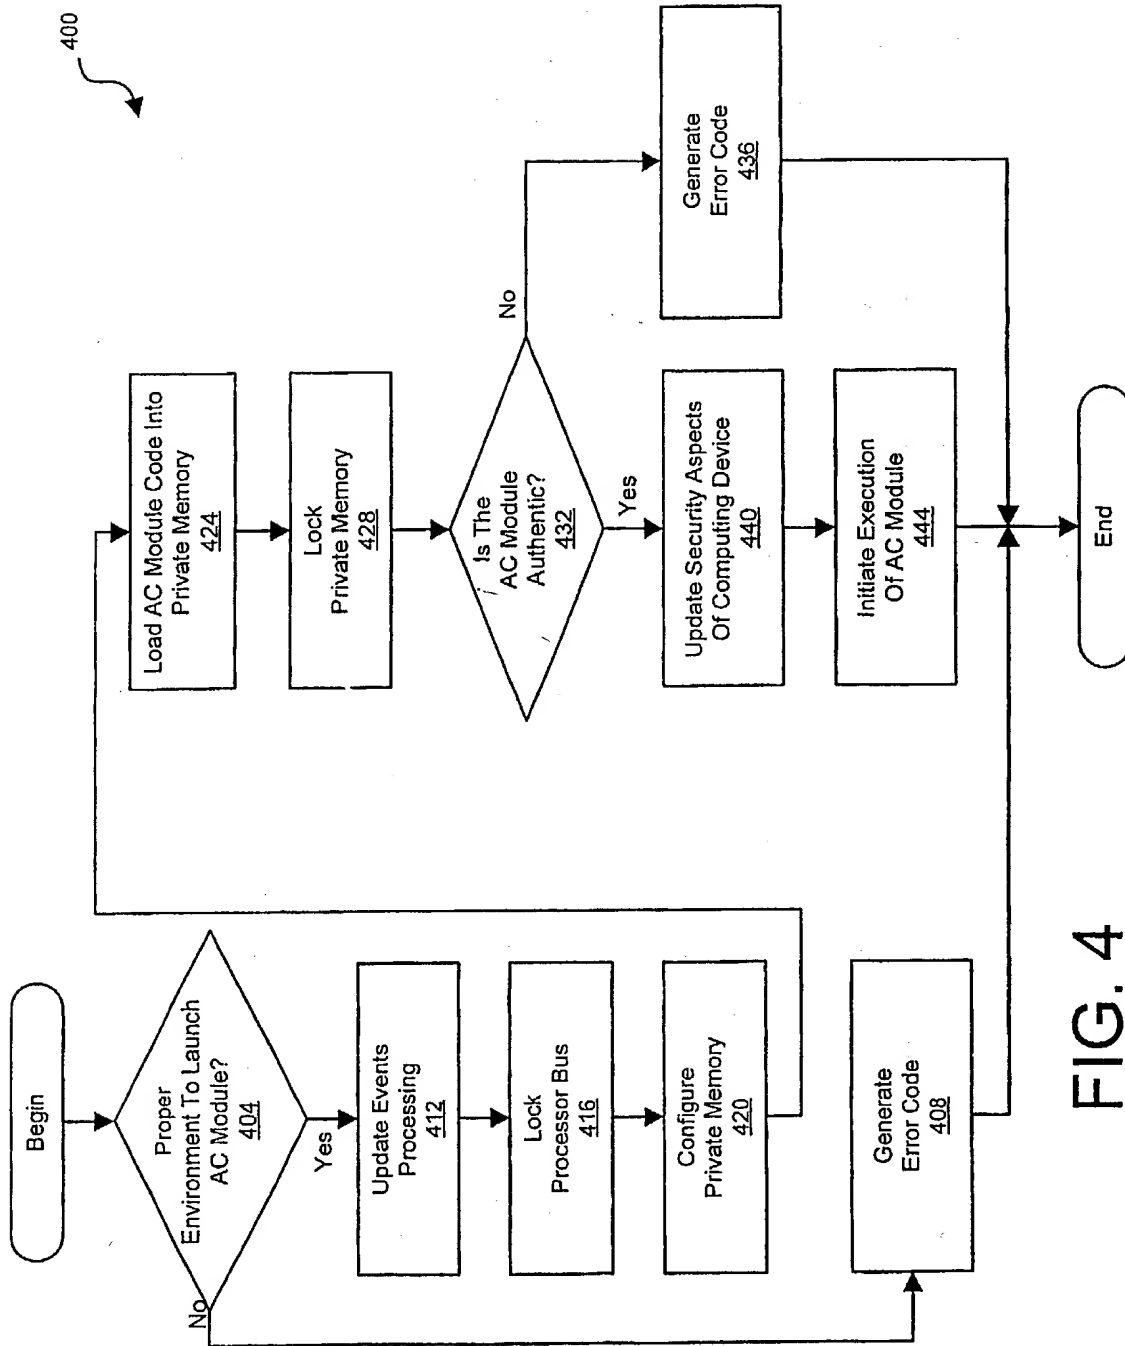 400
Begin
Proper
Environment To Launch
AC Module?
404
Yes
No
Update Events
Processing
412
Lock
Processor Bus
416
Configure
Private Memory
420
Generate
Error Code
408
Load AC Module Code Into
Private Memory
424
Lock
Private Memory
428
Is The
AC Module
Authentic?
432
No
Yes
Generate
Error Code
436
Update Security Aspects
Of Computing Device
440
Initiate Execution
Of AC Module
444
End
FIG. 4